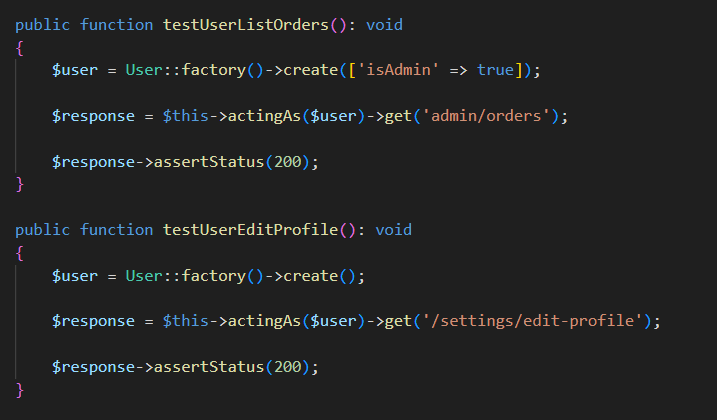 public function testUserListOrders(): void
{
    $user = User::factory()->create(['isAdmin' => true]);
    $response = $this->actingAs($user)->get('admin/orders');
    $response->assertStatus(200);
}
public function testUserEditProfile(): void
{
    $user = User::factory()->create();
    $response = $this->actingAs($user)->get('/settings/edit-profile');
    $response->assertStatus(200);
}